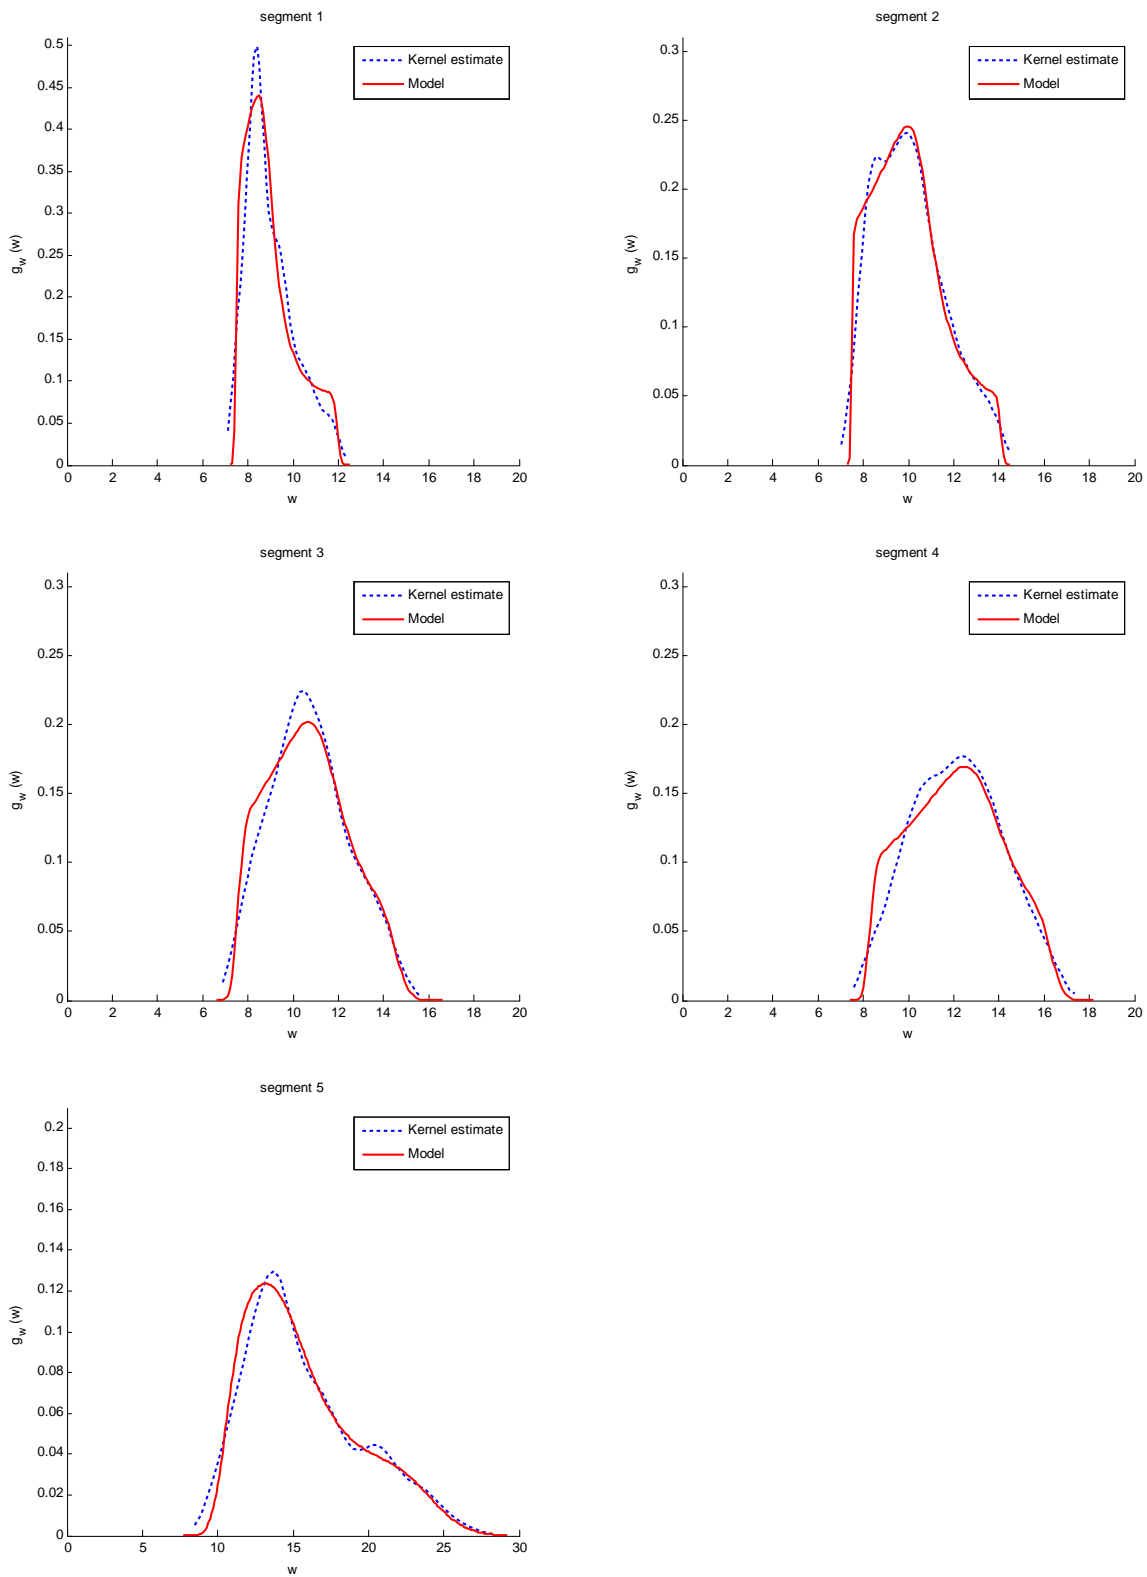 segment 1
0.5
0.45
0.4
0.35
0.3
0.25
0.2
0.15
0.1
0.05
0
g_w (w)
Kernel estimate
Model
0 2 4 6 8 10 12 14 16 18 20
w
segment 2
0.3
0.25
0.2
0.15
0.1
0.05
0
g_w (w)
Kernel estimate
Model
0 2 4 6 8 10 12 14 16 18 20
w
segment 3
0.3
0.25
0.2
0.15
0.1
0.05
0
g_w (w)
Kernel estimate
Model
0 2 4 6 8 10 12 14 16 18 20
w
segment 4
0.3
0.25
0.2
0.15
0.1
0.05
0
g_w (w)
Kernel estimate
Model
0 2 4 6 8 10 12 14 16 18 20
w
segment 5
0.2
0.18
0.16
0.14
0.12
0.1
0.08
0.06
0.04
0.02
0
g_w (w)
Kernel estimate
Model
0 5 10 15 20 25 30
w